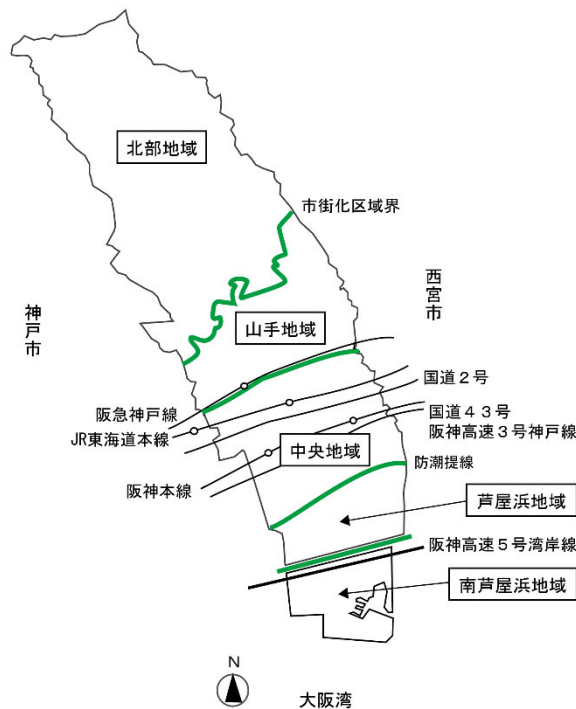 北部地域
市街化区域界
神戸市
西宮市
山手地域
国道２号
阪急神戸線
JR東海道本線
国道４３号
阪神高速３号神戸線
中央地域
防潮提線
阪神本線
芦屋浜地域
阪神高速５号湾岸線
南芦屋浜地域
N
大阪湾